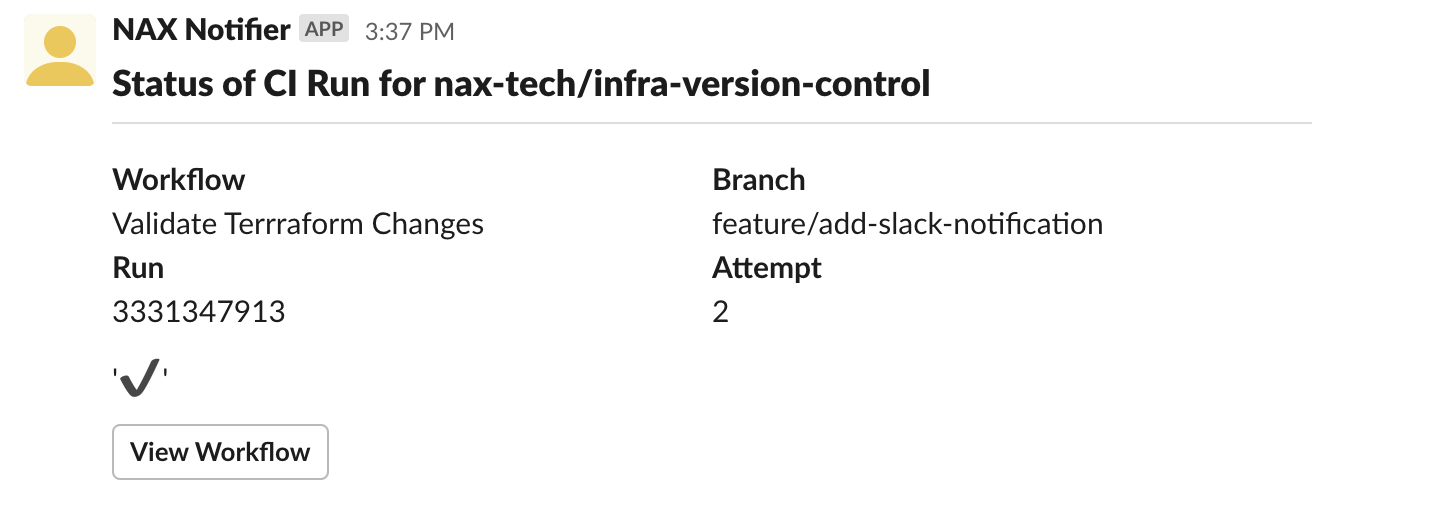 NAX Notifier APP 3:37 PM
Status of CI Run for nax-tech/infra-version-control
Workflow Branch
Validate Terrraform Changes feature/add-slack-notification
Run Attempt
3331347913 2
'✔'
View Workflow